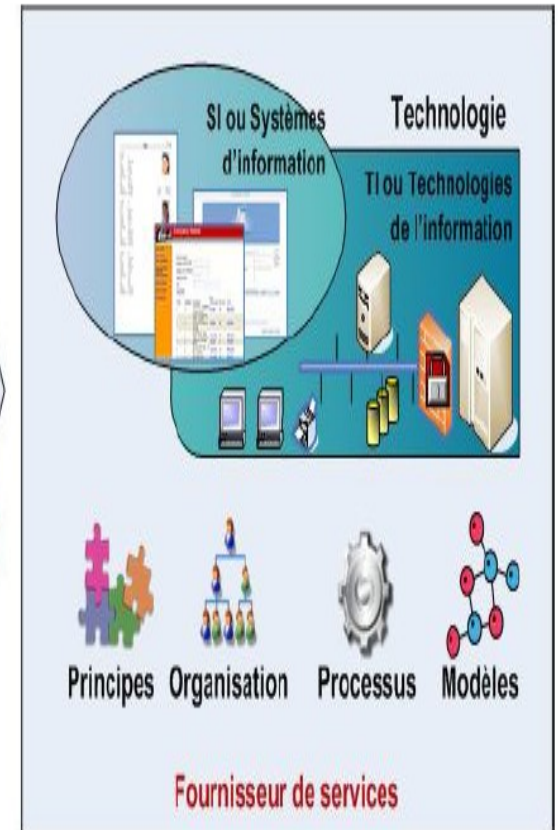 SI ou Systèmes
d'information
Technologie
TI ou Technologies
de l'information
Principes Organisation Processus Modèles
Fournisseur de services